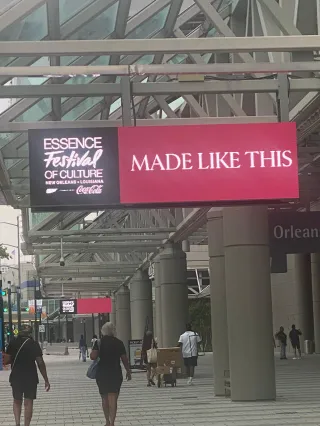 ESSENCE
Festival
OF CULTURE
NEW ORLEANS • LOUISIANA
Coca-Cola
MADE LIKE THIS
Orlean